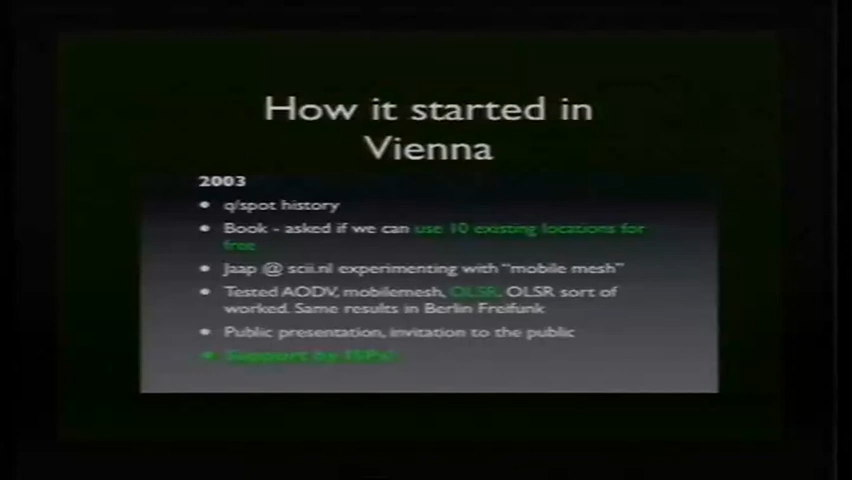 How it started in
Vienna
2003
• q/spot history
• Book - asked if we can use 10 existing locations for
free
• Jaap @ scii.nl experimenting with "mobile mesh"
• Tested AODV, mobilemesh, OLSR. OLSR sort of
worked. Same results in Berlin Freifunk
• Public presentation, invitation to the public
• Support by ISPs!